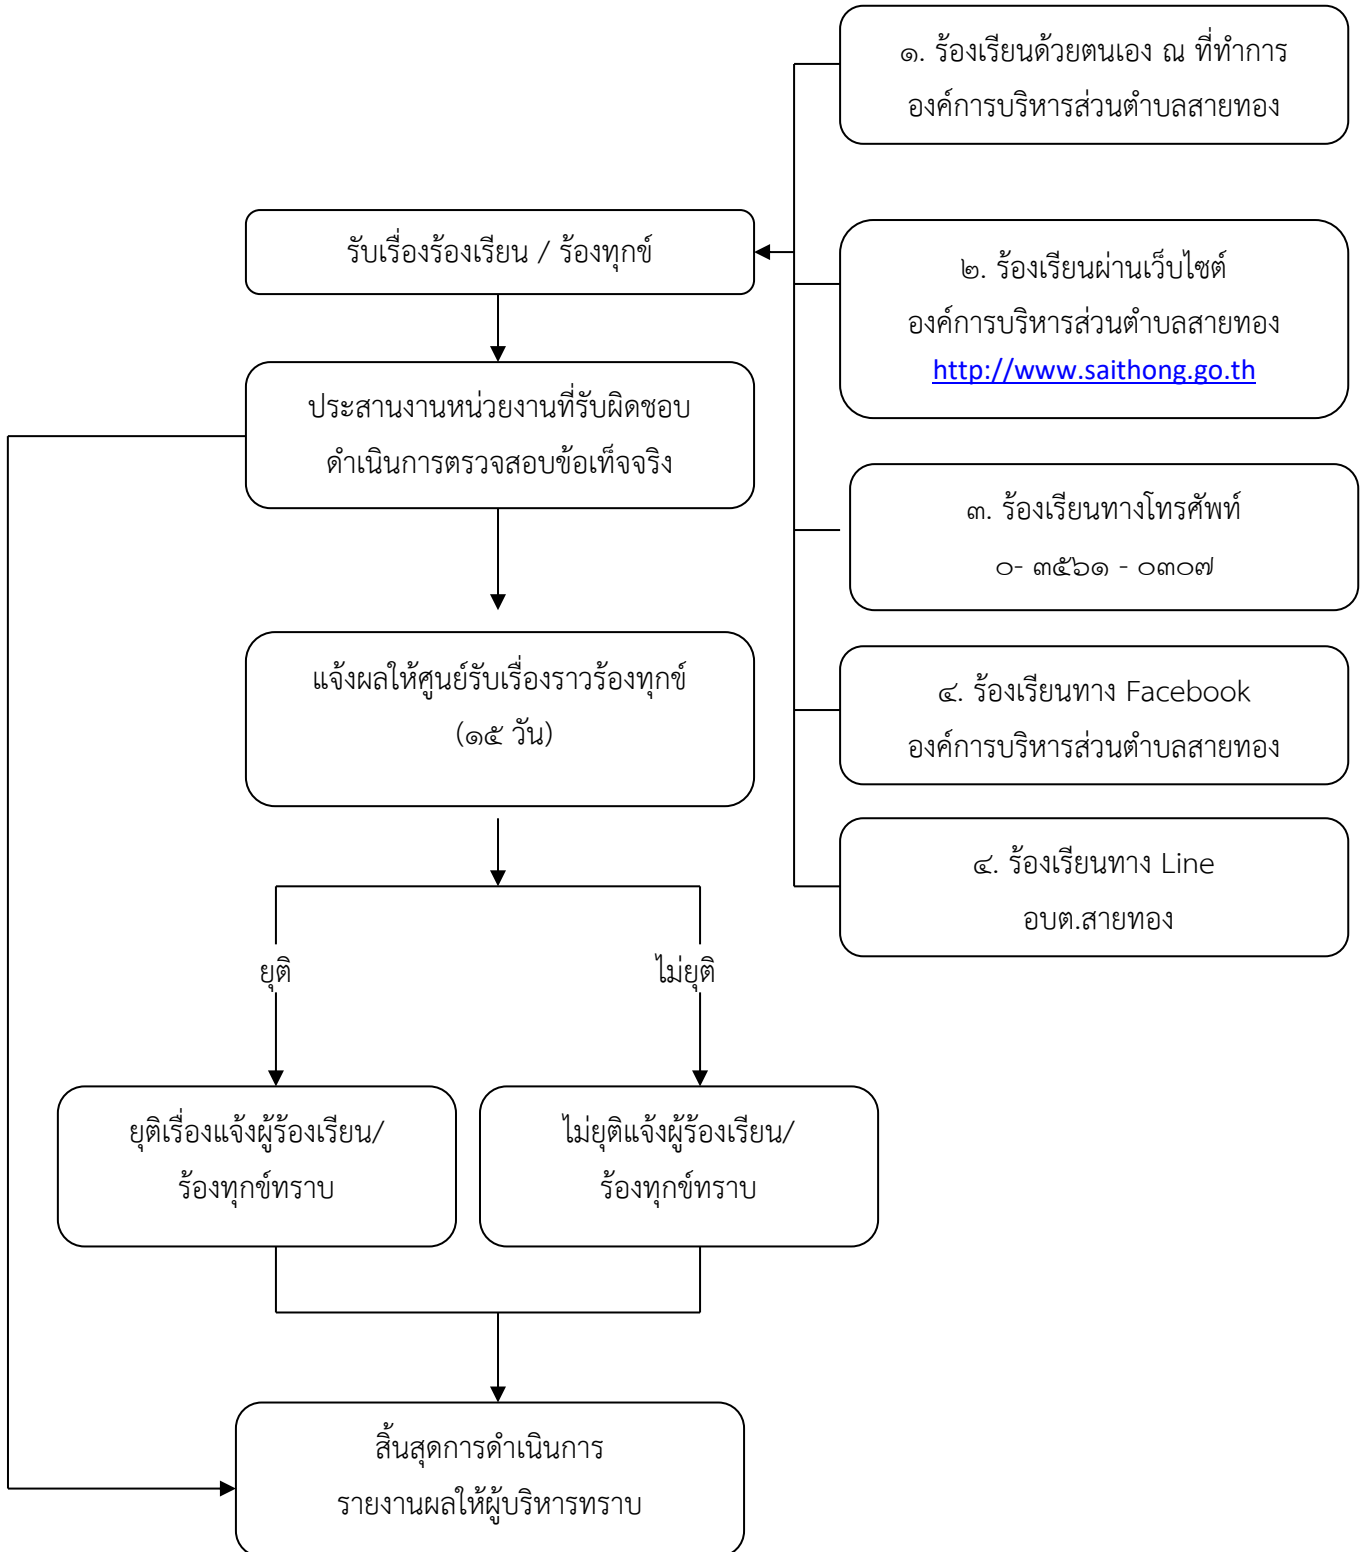 ๑. ร้องเรียนด้วยตนเอง ณ ที่ทำการ
องค์การบริหารส่วนตำบลสายทอง
รับเรื่องร้องเรียน / ร้องทุกข์
๒. ร้องเรียนผ่านเว็บไซต์
องค์การบริหารส่วนตำบลสายทอง
http://www.saithong.go.th
ประสานงานหน่วยงานที่รับผิดชอบ
ดำเนินการตรวจสอบข้อเท็จจริง
๓. ร้องเรียนทางโทรศัพท์
๐- ๓๕๖๑ - ๐๓๐๗
แจ้งผลให้ศูนย์รับเรื่องราวร้องทุกข์
(๑๕ วัน)
๔. ร้องเรียนทาง Facebook
องค์การบริหารส่วนตำบลสายทอง
๔. ร้องเรียนทาง Line
อบต.สายทอง
ยุติ
ไม่ยุติ
ยุติเรื่องแจ้งผู้ร้องเรียน/
ร้องทุกข์ทราบ
ไม่ยุติแจ้งผู้ร้องเรียน/
ร้องทุกข์ทราบ
สิ้นสุดการดำเนินการ
รายงานผลให้ผู้บริหารทราบ